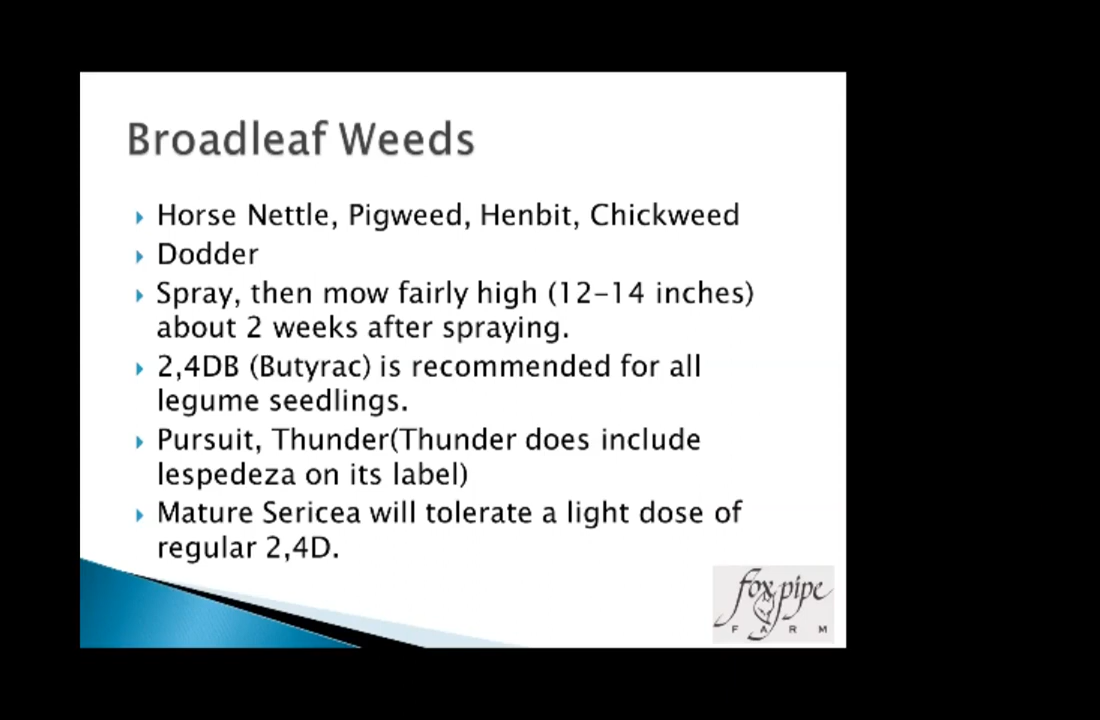 Broadleaf Weeds
Horse Nettle, Pigweed, Henbit, Chickweed
Dodder
Spray, then mow fairly high (12-14 inches)
about 2 weeks after spraying.
2,4DB (Butyrac) is recommended for all
legume seedlings.
Pursuit, Thunder(Thunder does include
lespedeza on its label)
Mature Sericea will tolerate a light dose of
regular 2,4D.
fox pipe
FARM